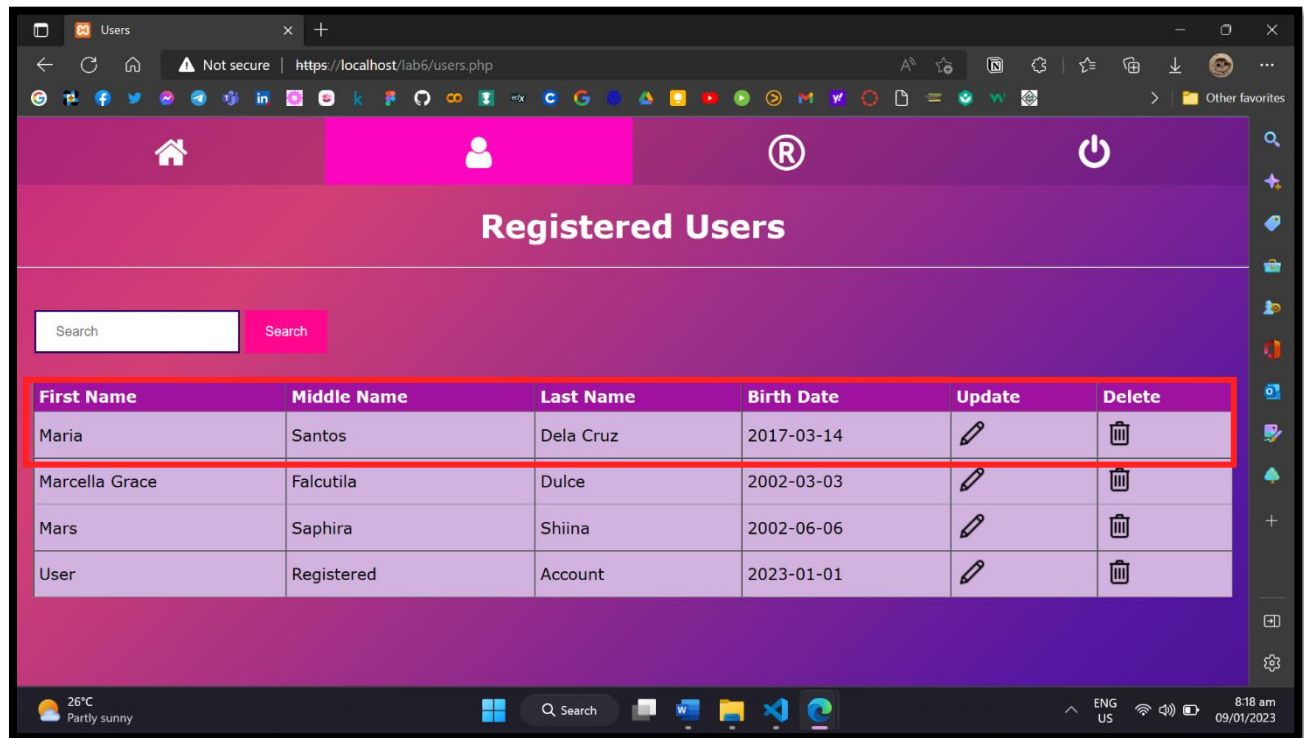 Users
Not secure | https://localhost/lab6/users.php
Other favorites
Registered Users
Search Search
First Name Middle Name Last Name Birth Date Update Delete
Maria Santos Dela Cruz 2017-03-14
Marcella Grace Falcutila Dulce 2002-03-03
Mars Saphira Shiina 2002-06-06
User Registered Account 2023-01-01
26°C
Partly sunny
Search
ENG
US
8:18 am
09/01/2023